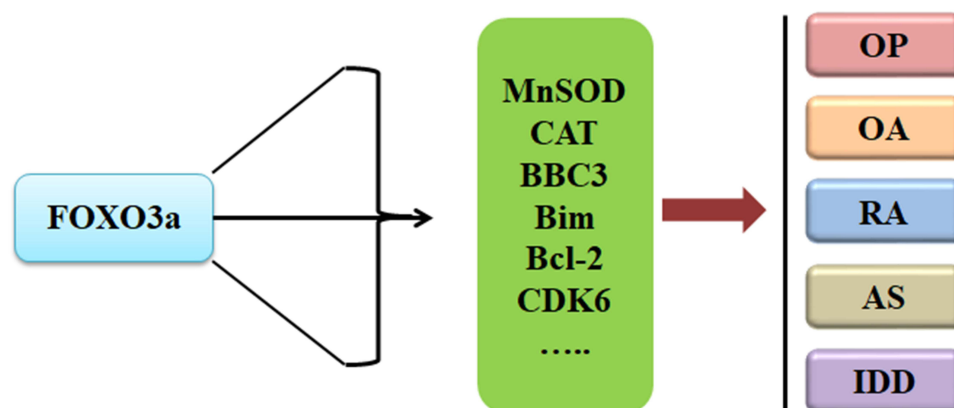 FOXO3a
MnSOD
CAT
BBC3
Bim
Bcl-2
CDK6
…..
OP
OA
RA
AS
IDD